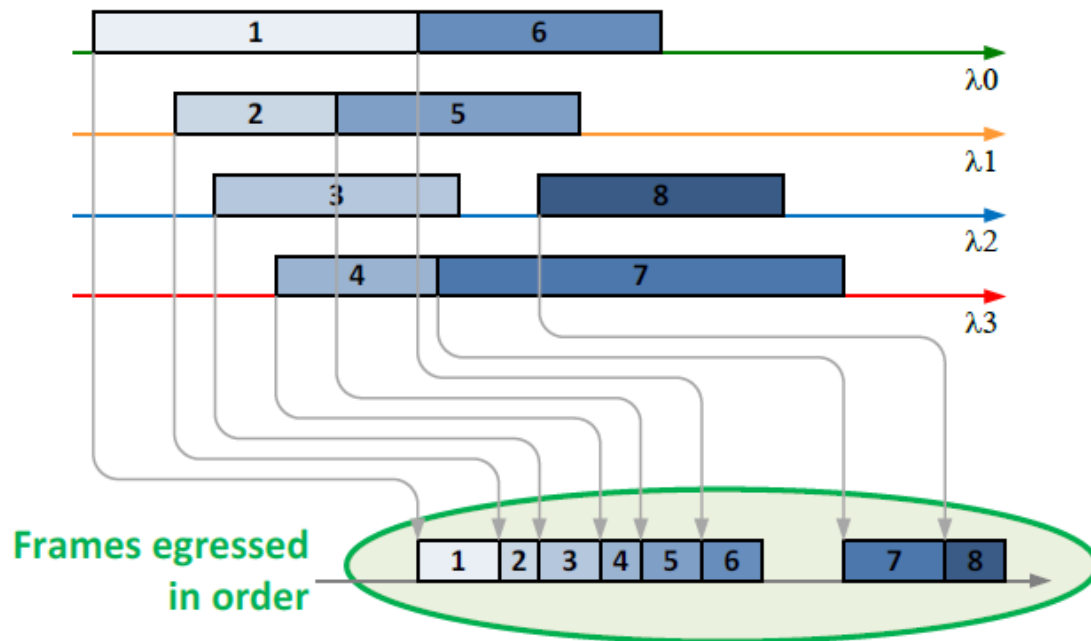 1 6
λ0
2 5
λ1
3 8
λ2
4 7
λ3
Frames egressed
in order
1 2 3 4 5 6 7 8